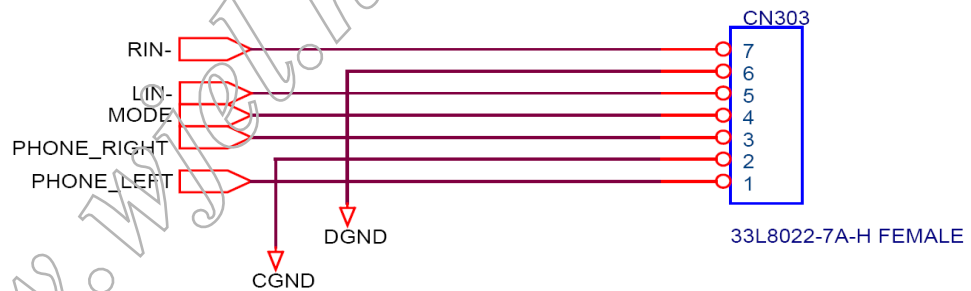 CN303
RIN-
7
6
LIN-
5
MODE
4
PHONE_RIGHT
3
2
PHONE_LEFT
1
DGND
33L8022-7A-H FEMALE
CGND